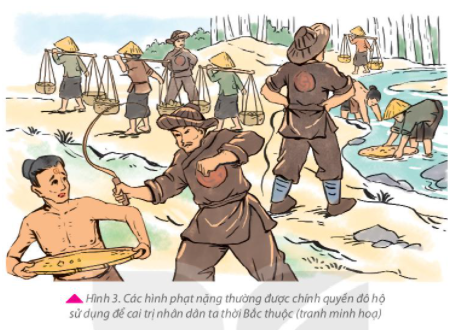 Hình 3. Các hình phạt nặng thường được chính quyền đô hộ
sử dụng để cai trị nhân dân ta thời Bắc thuộc (tranh minh hoạ)